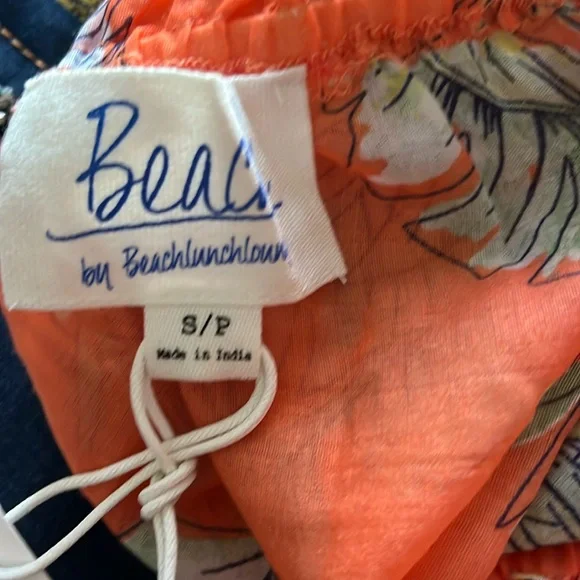 Beac
by Beachlunchloun
S/P
Made in India